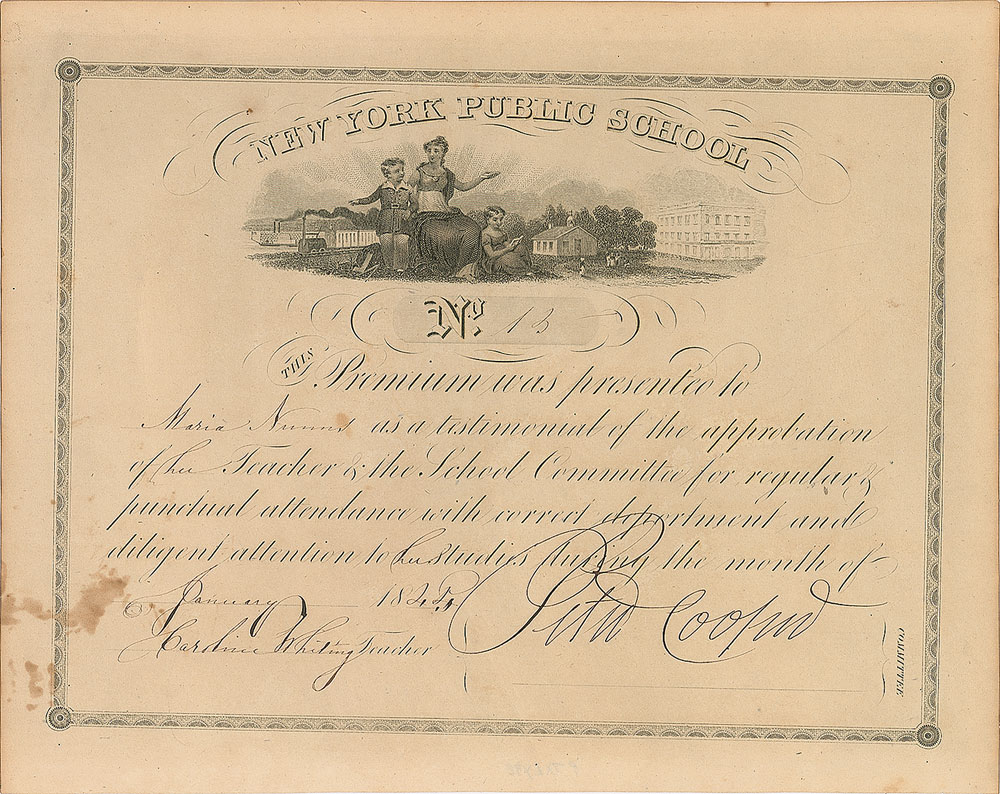 NEW YORK PUBLIC SCHOOL
No. 13
THIS Premium was presented to
Maria as a testimonial of the approbation
of her Teacher & the School Committee for regular &
punctual attendance with correct deportment and
diligent attention to her studies during the month of
January 184
Caroline Whiting Teacher
Peter Cooper
COMMITTEE